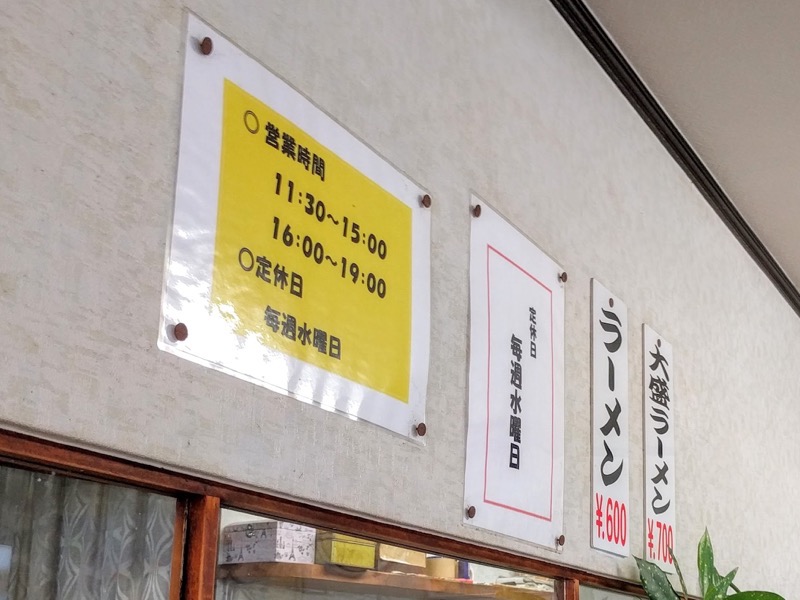 ○営業時間
11:30～15:00
16:00～19:00
○定休日
毎週水曜日
定休日
毎週水曜日
・ラーメン
¥.600
・大盛ラーメン
¥.700